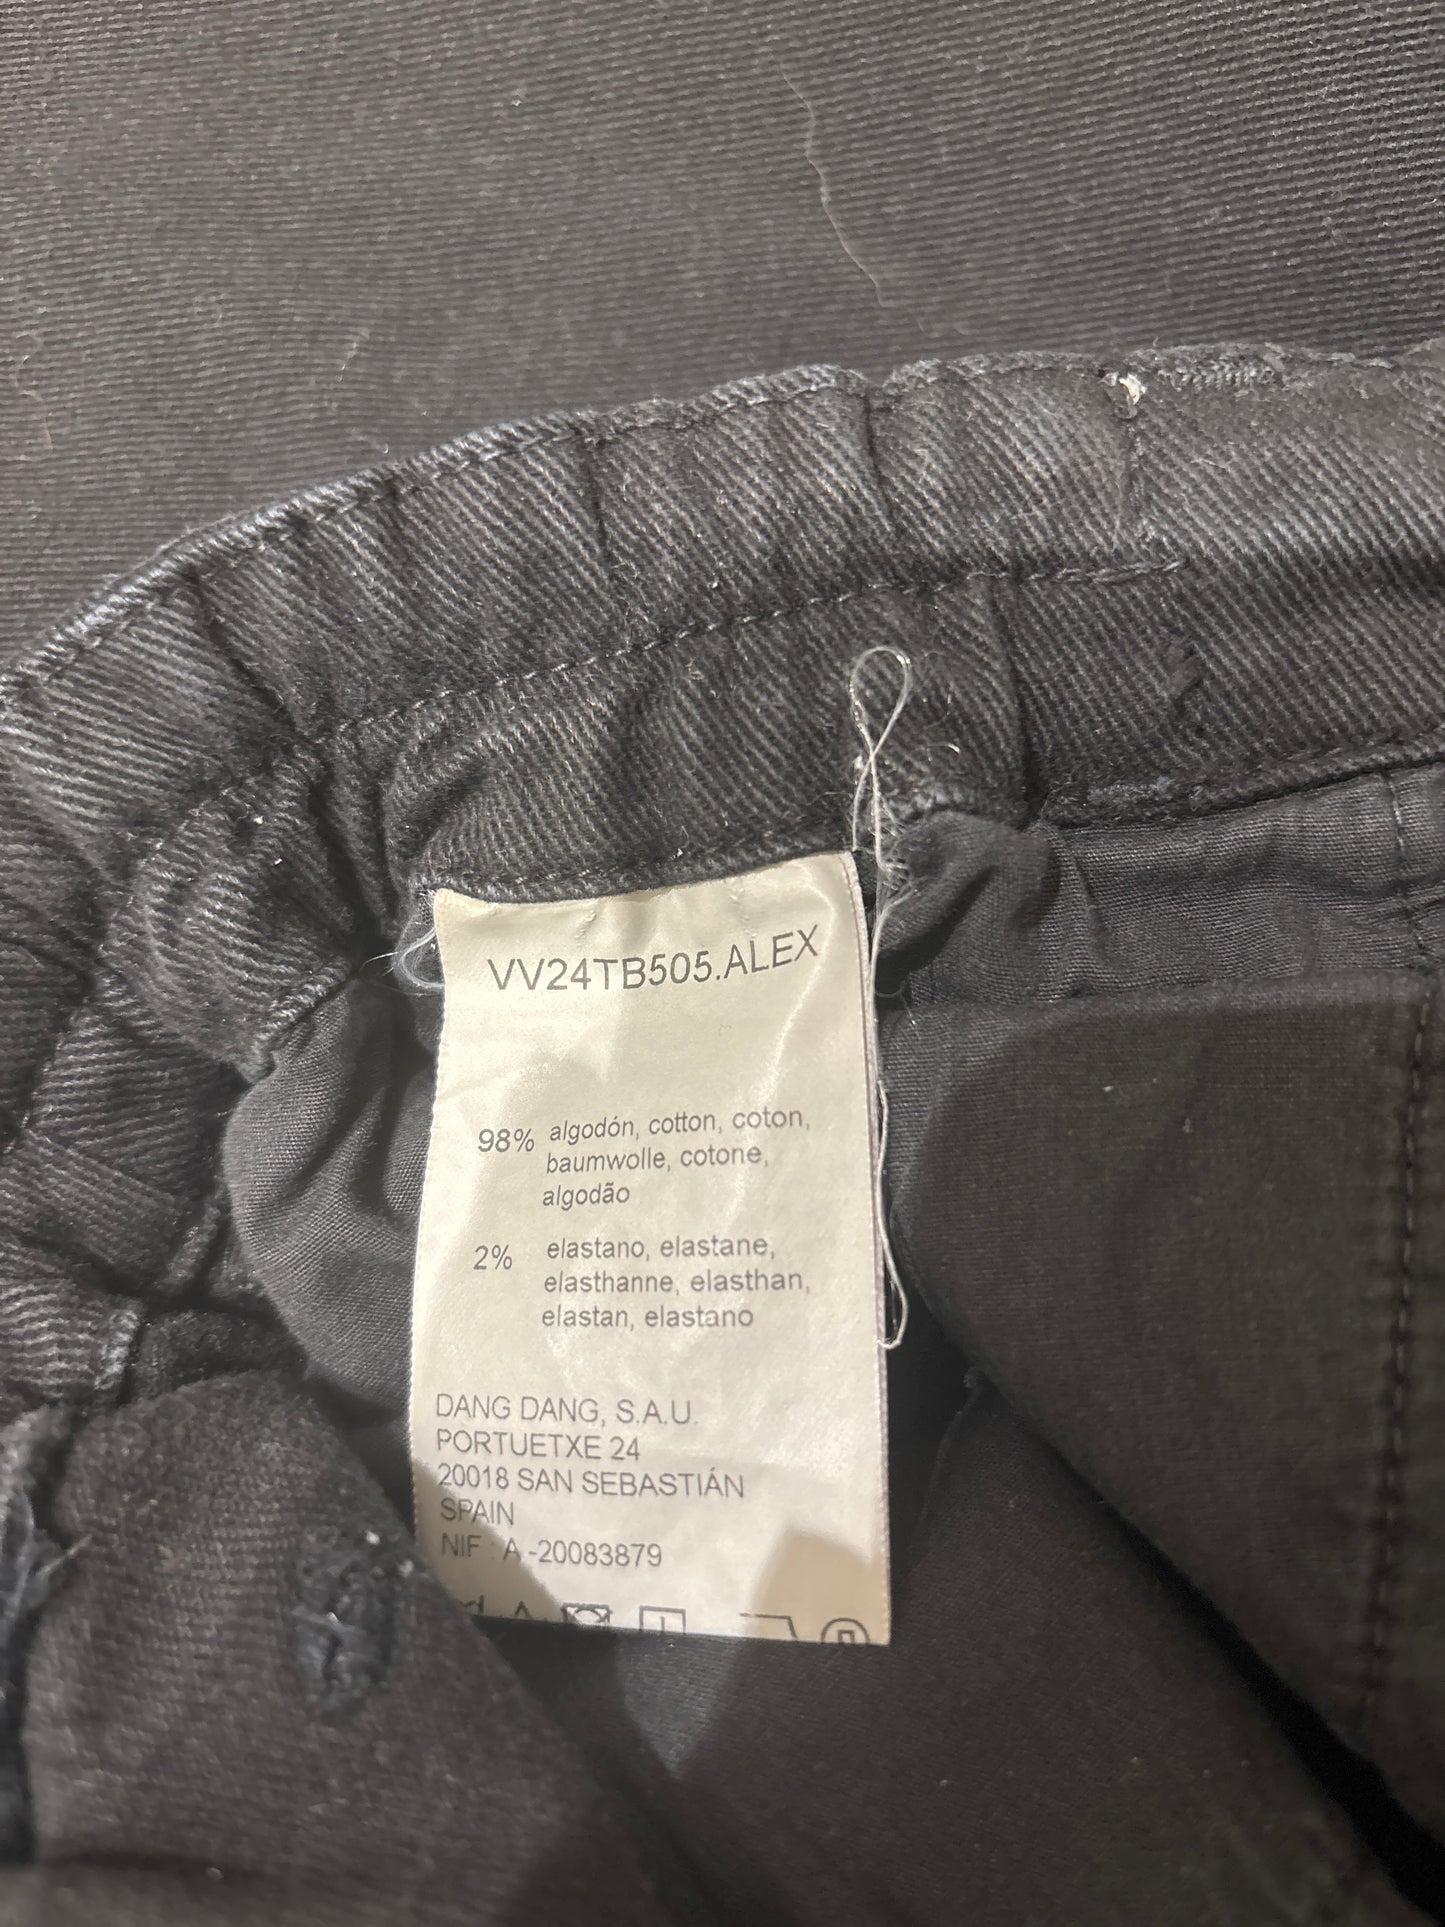 VV24TB505.ALEX
98% algodón, cotton, coton,
baumwolle, cotone,
algodão
2% elastano, elastane,
elasthanne, elasthan,
elastan, elastano
DANG DANG, S.A.U.
PORTUETXE 24
20018 SAN SEBASTIÁN
SPAIN
NIF : A -20083879